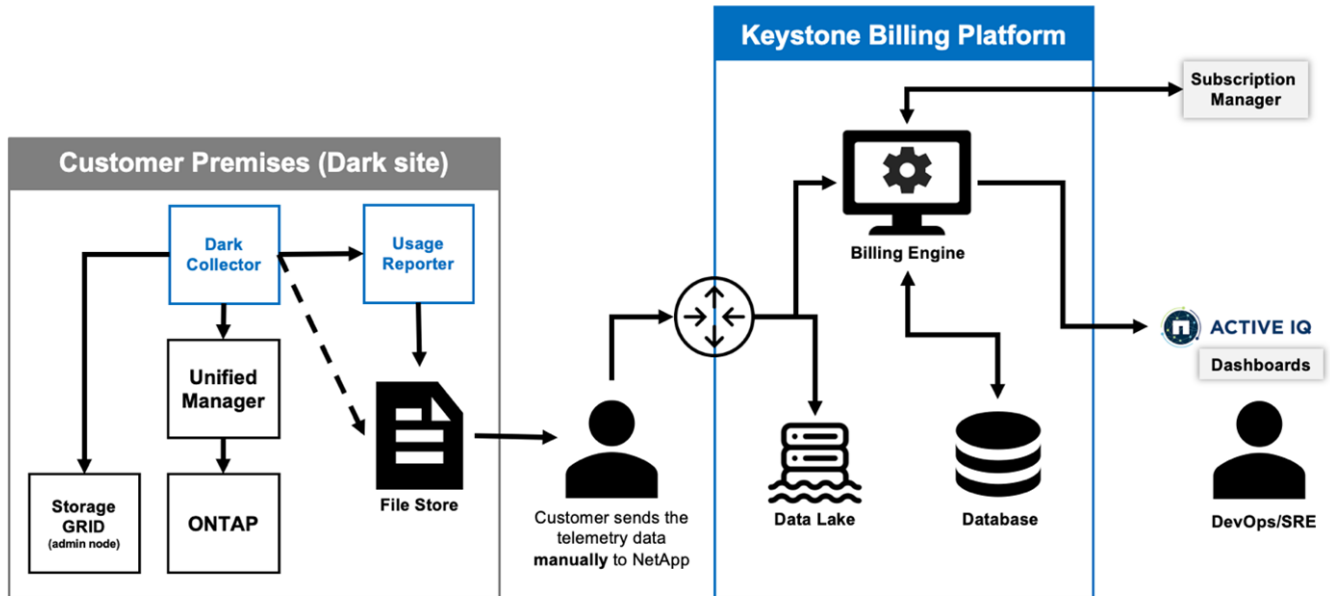 Keystone Billing Platform
Subscription
Manager
Customer Premises (Dark site)
Dark
Collector
Usage
Reporter
Billing Engine
Unified
Manager
ACTIVE IQ
Dashboards
Storage
GRID
(admin node)
ONTAP
File Store
Customer sends the
telemetry data
manually to NetApp
Data Lake
Database
DevOps/SRE